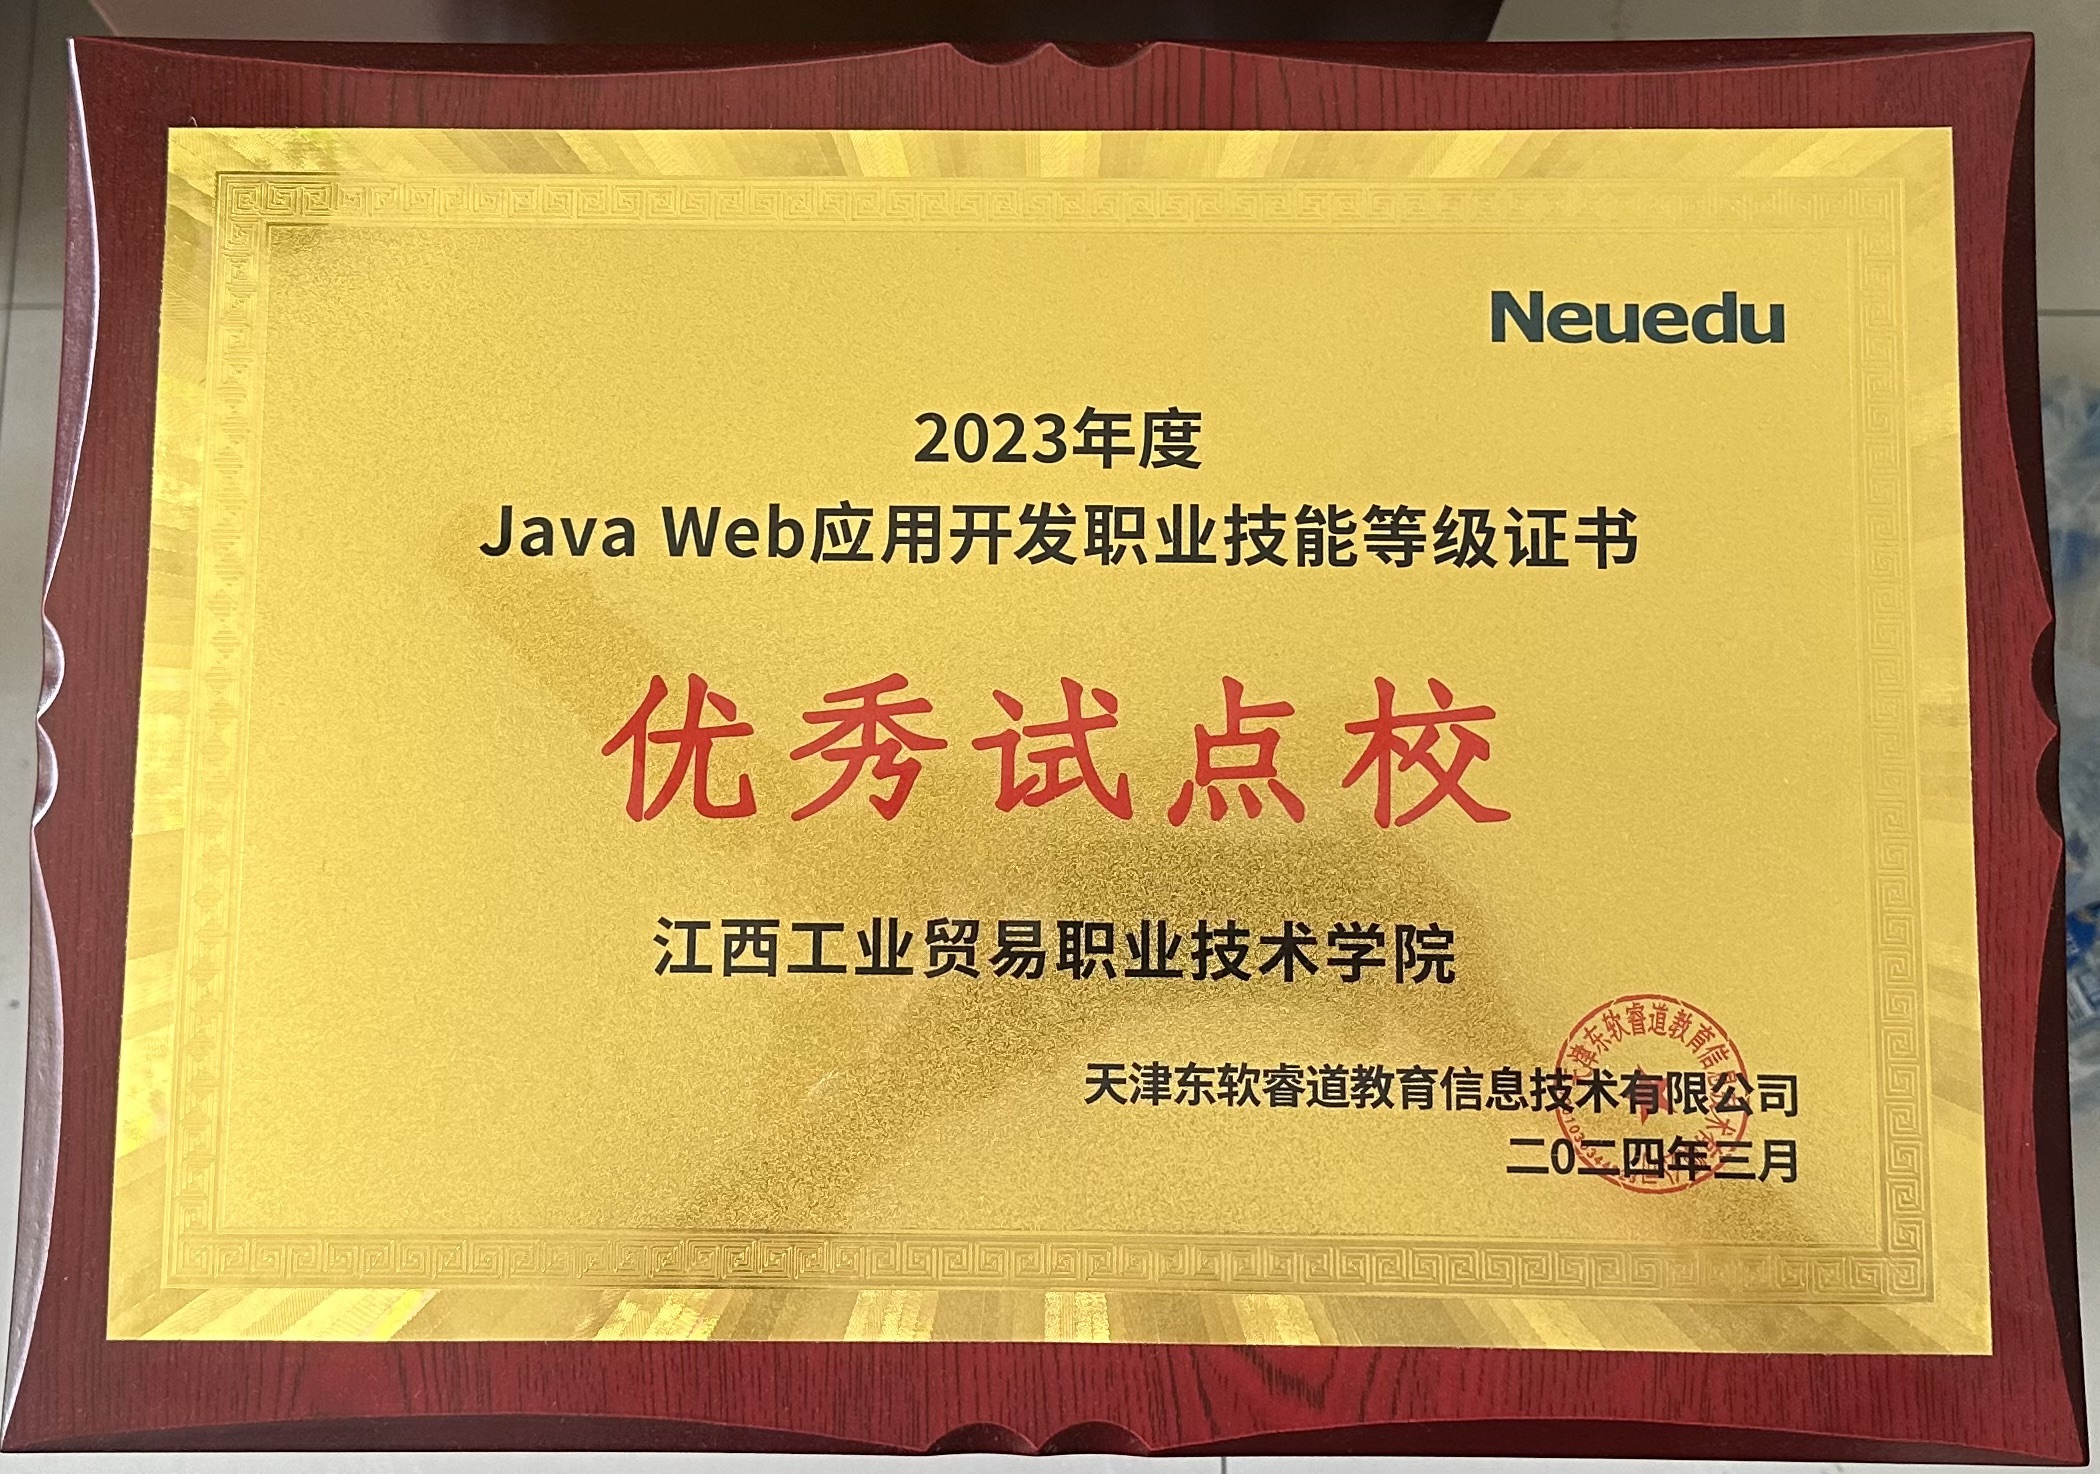 Neuedu
2023年度
Java Web应用开发职业技能等级证书
优秀试点校
江西工业贸易职业技术学院
天津东软睿道教育信息技术有限公司
二0二四年三月